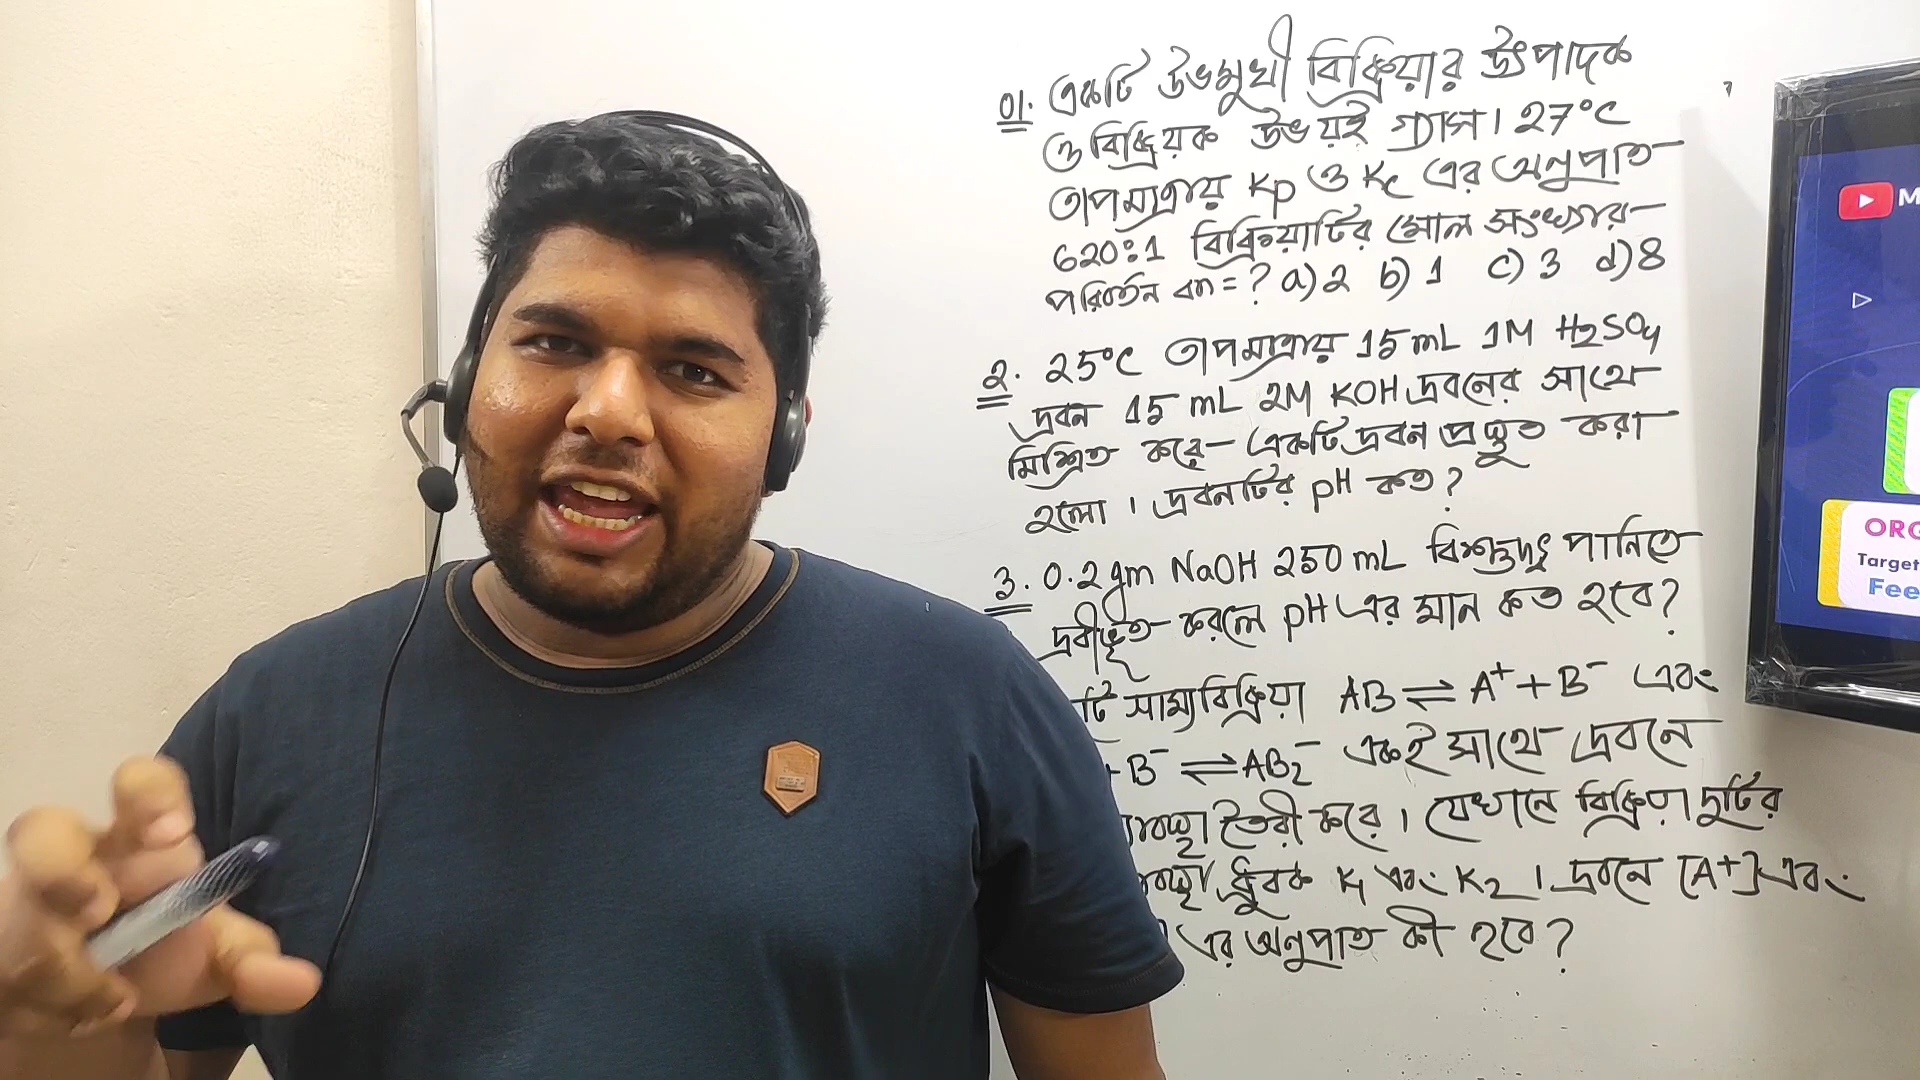 01. একটি উভমুখী বিক্রিয়ার উৎপাদক
ও বিক্রিয়ক উভয়ই গ্যাস। 27°C
তাপমাত্রায় Kp ও Kc এর অনুপাত
620:1 বিক্রিয়াটির মোল সংখ্যার
পরিবর্তন Δn = ? a) 2 b) 1 c) 3 d) 8
2. 25°C তাপমাত্রায় 15 mL 1M H₂SO₄
দ্রবন 15 mL 2M KOH দ্রবনের সাথে
মিশ্রিত করে একটি দ্রবন প্রস্তুত করা
হলো। দ্রবনটির pH কত?
3. 0.2gm NaOH 250 mL বিশুদ্ধ পানিতে
দ্রবীভূত করলে pH এর মান কত হবে?
টি সাম্যবিক্রিয়া AB ⇌ A⁺ + B⁻ এবং
+ B⁻ ⇌ AB₂⁻ একই সাথে দ্রবনে
তৈরী করে। যেখানে বিক্রিয়া দুটির
ধ্রুবক K₁ এবং K₂। দ্রবনে [A⁺] এবং
এর অনুপাত কী হবে?
M
ORG
Target
Fee